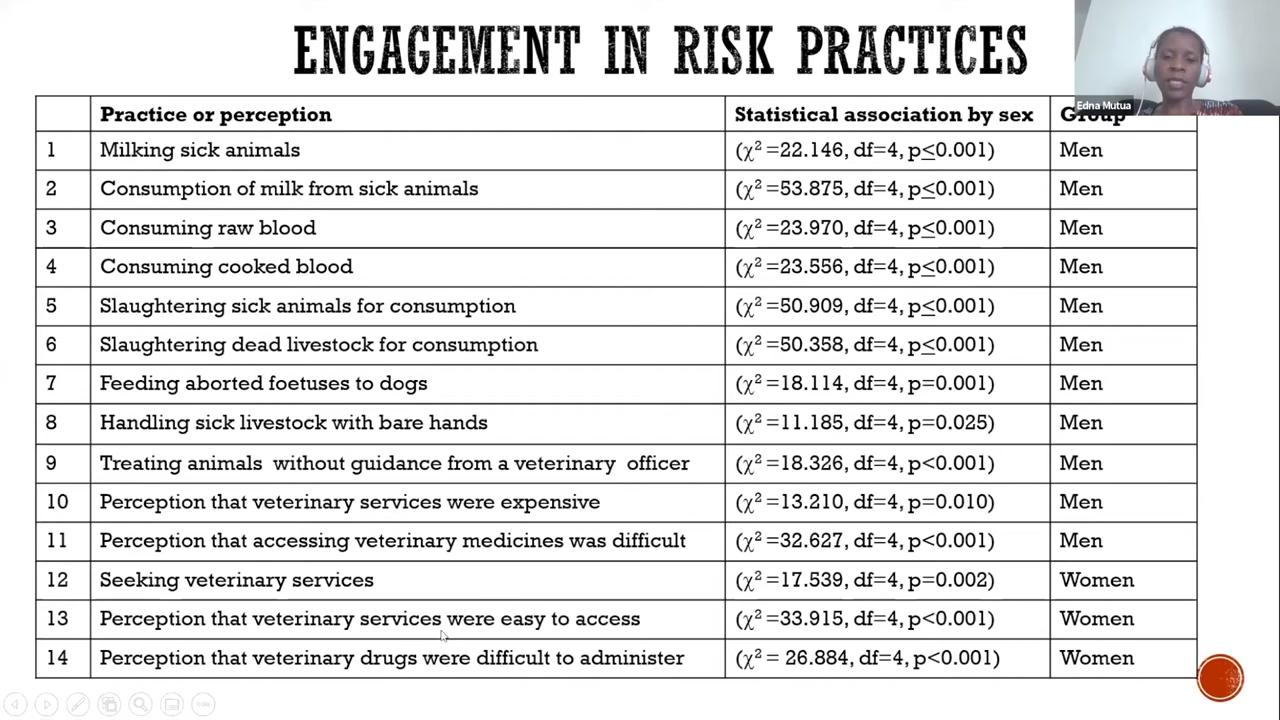 ENGAGEMENT IN RISK PRACTICES
Edna Mutua
Practice or perception Statistical association by sex Group
1 Milking sick animals (χ² =22.146, df=4, p≤0.001) Men
2 Consumption of milk from sick animals (χ² =53.875, df=4, p≤0.001) Men
3 Consuming raw blood (χ² =23.970, df=4, p≤0.001) Men
4 Consuming cooked blood (χ² =23.556, df=4, p≤0.001) Men
5 Slaughtering sick animals for consumption (χ² =50.909, df=4, p≤0.001) Men
6 Slaughtering dead livestock for consumption (χ² =50.358, df=4, p≤0.001) Men
7 Feeding aborted foetuses to dogs (χ² =18.114, df=4, p=0.001) Men
8 Handling sick livestock with bare hands (χ² =11.185, df=4, p=0.025) Men
9 Treating animals without guidance from a veterinary officer (χ² =18.326, df=4, p<0.001) Men
10 Perception that veterinary services were expensive (χ² =13.210, df=4, p=0.010) Men
11 Perception that accessing veterinary medicines was difficult (χ² =32.627, df=4, p<0.001) Men
12 Seeking veterinary services (χ² =17.539, df=4, p=0.002) Women
13 Perception that veterinary services were easy to access (χ² =33.915, df=4, p<0.001) Women
14 Perception that veterinary drugs were difficult to administer (χ² = 26.884, df=4, p<0.001) Women